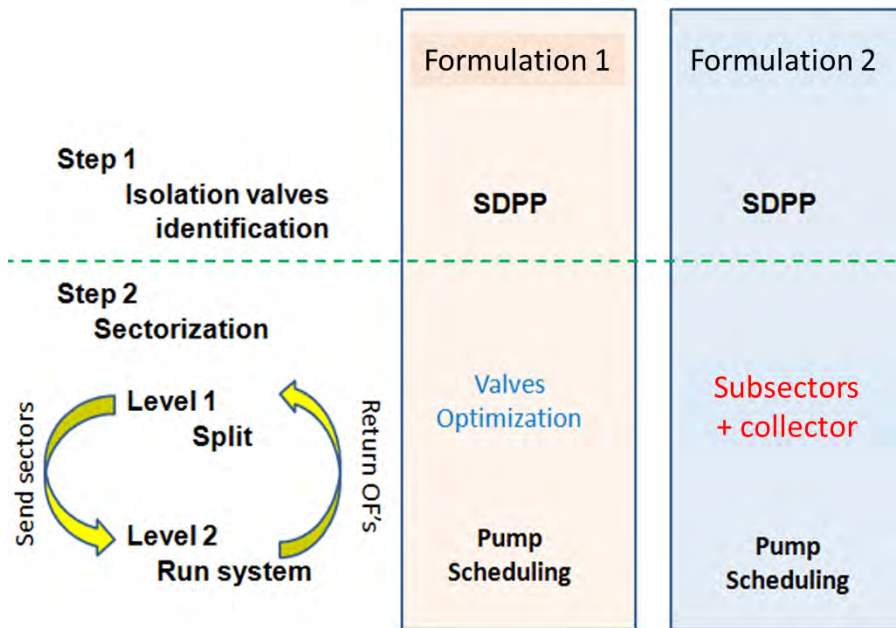 Formulation 1
Formulation 2
Step 1
Isolation valves
identification
SDPP
SDPP
Step 2
Sectorization
Send sectors
Level 1
Split
Return OF's
Valves
Optimization
Subsectors
+ collector
Level 2
Run system
Pump
Scheduling
Pump
Scheduling